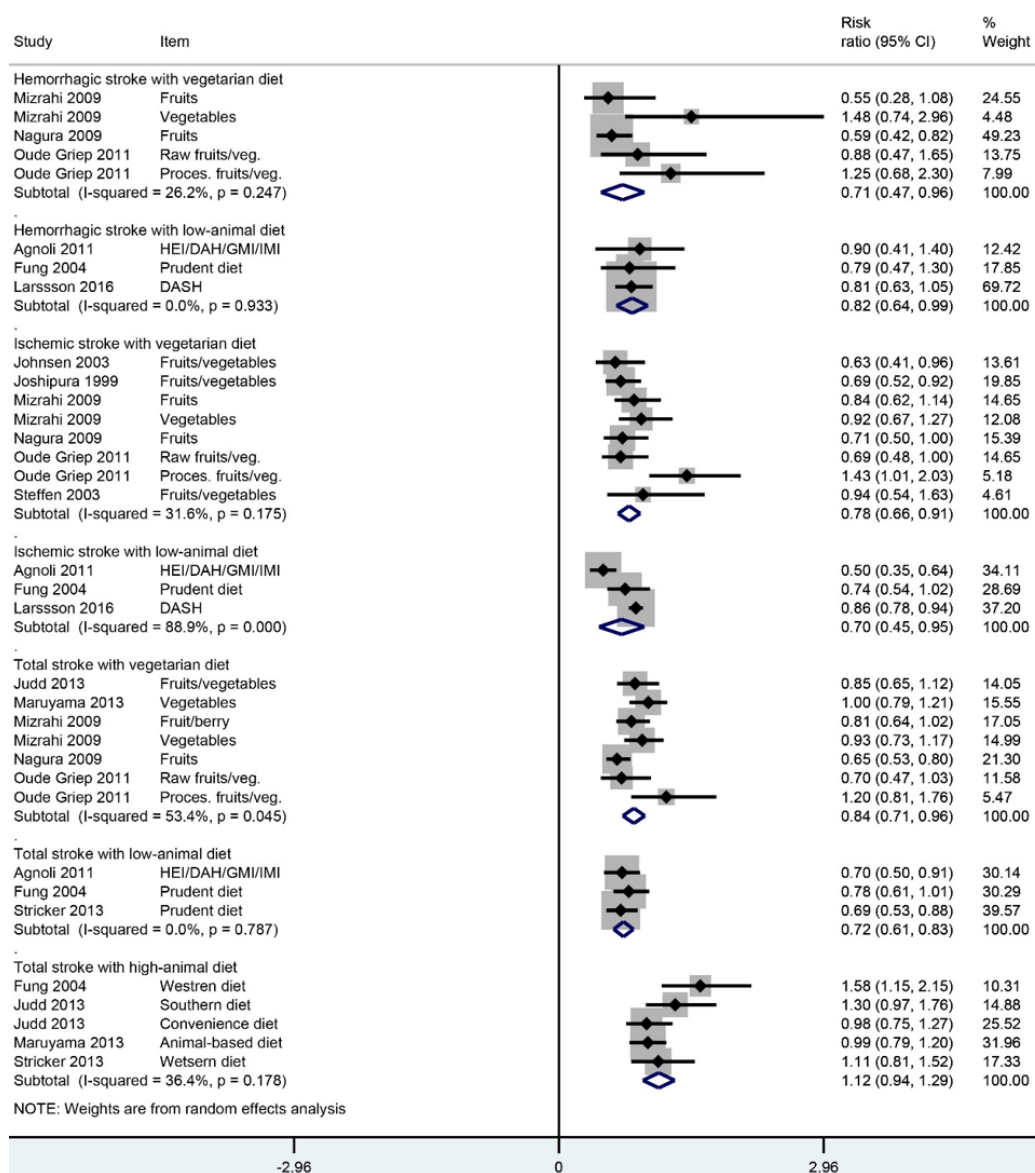 Risk %
Study Item ratio (95% CI) Weight
Hemorrhagic stroke with vegetarian diet
Mizrahi 2009 Fruits 0.55 (0.28, 1.08) 24.55
Mizrahi 2009 Vegetables 1.48 (0.74, 2.96) 4.48
Nagura 2009 Fruits 0.59 (0.42, 0.82) 49.23
Oude Griep 2011 Raw fruits/veg. 0.88 (0.47, 1.65) 13.75
Oude Griep 2011 Proces. fruits/veg. 1.25 (0.68, 2.30) 7.99
Subtotal (I-squared = 26.2%, p = 0.247) 0.71 (0.47, 0.96) 100.00
.
Hemorrhagic stroke with low-animal diet
Agnoli 2011 HEI/DAH/GMI/IMI 0.90 (0.41, 1.40) 12.42
Fung 2004 Prudent diet 0.79 (0.47, 1.30) 17.85
Larssson 2016 DASH 0.81 (0.63, 1.05) 69.72
Subtotal (I-squared = 0.0%, p = 0.933) 0.82 (0.64, 0.99) 100.00
.
Ischemic stroke with vegetarian diet
Johnsen 2003 Fruits/vegetables 0.63 (0.41, 0.96) 13.61
Joshipura 1999 Fruits/vegetables 0.69 (0.52, 0.92) 19.85
Mizrahi 2009 Fruits 0.84 (0.62, 1.14) 14.65
Mizrahi 2009 Vegetables 0.92 (0.67, 1.27) 12.08
Nagura 2009 Fruits 0.71 (0.50, 1.00) 15.39
Oude Griep 2011 Raw fruits/veg. 0.69 (0.48, 1.00) 14.65
Oude Griep 2011 Proces. fruits/veg. 1.43 (1.01, 2.03) 5.18
Steffen 2003 Fruits/vegetables 0.94 (0.54, 1.63) 4.61
Subtotal (I-squared = 31.6%, p = 0.175) 0.78 (0.66, 0.91) 100.00
.
Ischemic stroke with low-animal diet
Agnoli 2011 HEI/DAH/GMI/IMI 0.50 (0.35, 0.64) 34.11
Fung 2004 Prudent diet 0.74 (0.54, 1.02) 28.69
Larssson 2016 DASH 0.86 (0.78, 0.94) 37.20
Subtotal (I-squared = 88.9%, p = 0.000) 0.70 (0.45, 0.95) 100.00
.
Total stroke with vegetarian diet
Judd 2013 Fruits/vegetables 0.85 (0.65, 1.12) 14.05
Maruyama 2013 Vegetables 1.00 (0.79, 1.21) 15.55
Mizrahi 2009 Fruit/berry 0.81 (0.64, 1.02) 17.05
Mizrahi 2009 Vegetables 0.93 (0.73, 1.17) 14.99
Nagura 2009 Fruits 0.65 (0.53, 0.80) 21.30
Oude Griep 2011 Raw fruits/veg. 0.70 (0.47, 1.03) 11.58
Oude Griep 2011 Proces. fruits/veg. 1.20 (0.81, 1.76) 5.47
Subtotal (I-squared = 53.4%, p = 0.045) 0.84 (0.71, 0.96) 100.00
.
Total stroke with low-animal diet
Agnoli 2011 HEI/DAH/GMI/IMI 0.70 (0.50, 0.91) 30.14
Fung 2004 Prudent diet 0.78 (0.61, 1.01) 30.29
Stricker 2013 Prudent diet 0.69 (0.53, 0.88) 39.57
Subtotal (I-squared = 0.0%, p = 0.787) 0.72 (0.61, 0.83) 100.00
.
Total stroke with high-animal diet
Fung 2004 Westren diet 1.58 (1.15, 2.15) 10.31
Judd 2013 Southern diet 1.30 (0.97, 1.76) 14.88
Judd 2013 Convenience diet 0.98 (0.75, 1.27) 25.52
Maruyama 2013 Animal-based diet 0.99 (0.79, 1.20) 31.96
Stricker 2013 Wetsern diet 1.11 (0.81, 1.52) 17.33
Subtotal (I-squared = 36.4%, p = 0.178) 1.12 (0.94, 1.29) 100.00
NOTE: Weights are from random effects analysis
-2.96 0 2.96